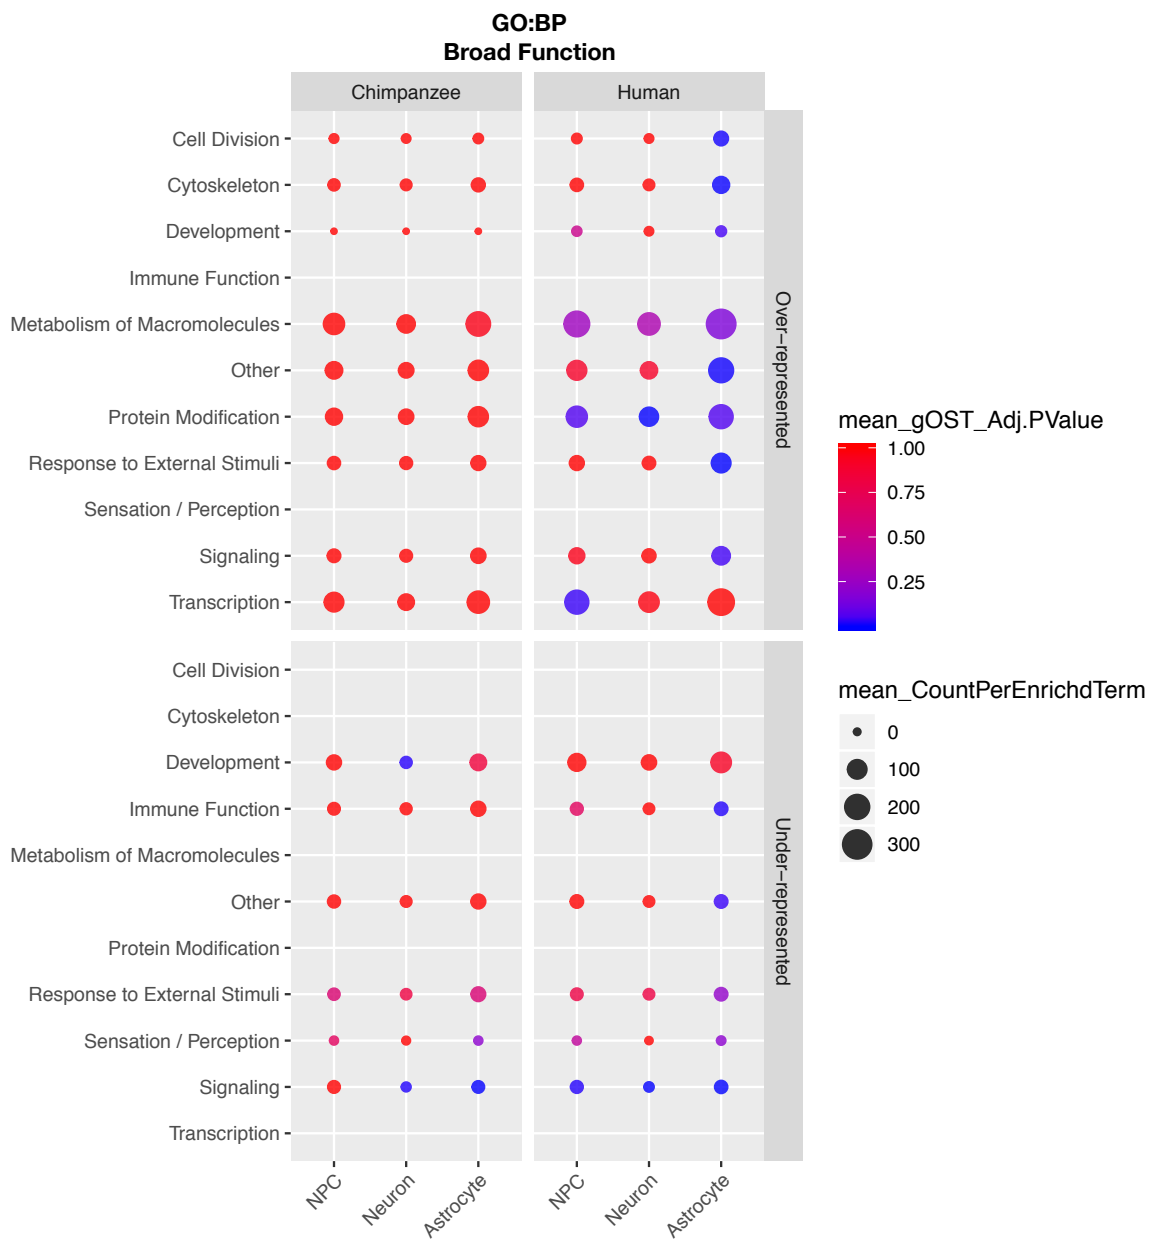 GO:BP
Broad Function
Chimpanzee
Human
Cell Division
Cytoskeleton
Development
Immune Function
Metabolism of Macromolecules
Other
Protein Modification
Response to External Stimuli
Sensation / Perception
Signaling
Transcription
Over−represented
Cell Division
Cytoskeleton
Development
Immune Function
Metabolism of Macromolecules
Other
Protein Modification
Response to External Stimuli
Sensation / Perception
Signaling
Transcription
Under−represented
NPC
Neuron
Astrocyte
NPC
Neuron
Astrocyte
mean_gOST_Adj.PValue
1.00
0.75
0.50
0.25
mean_CountPerEnrichdTerm
0
100
200
300